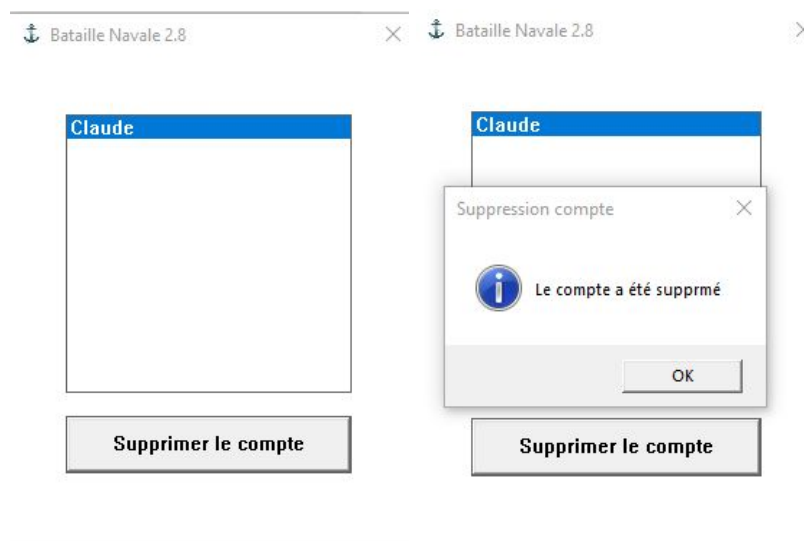 Bataille Navale 2.8
Claude
Supprimer le compte
Bataille Navale 2.8
Claude
Suppression compte
Le compte a été supprmé
OK
Supprimer le compte